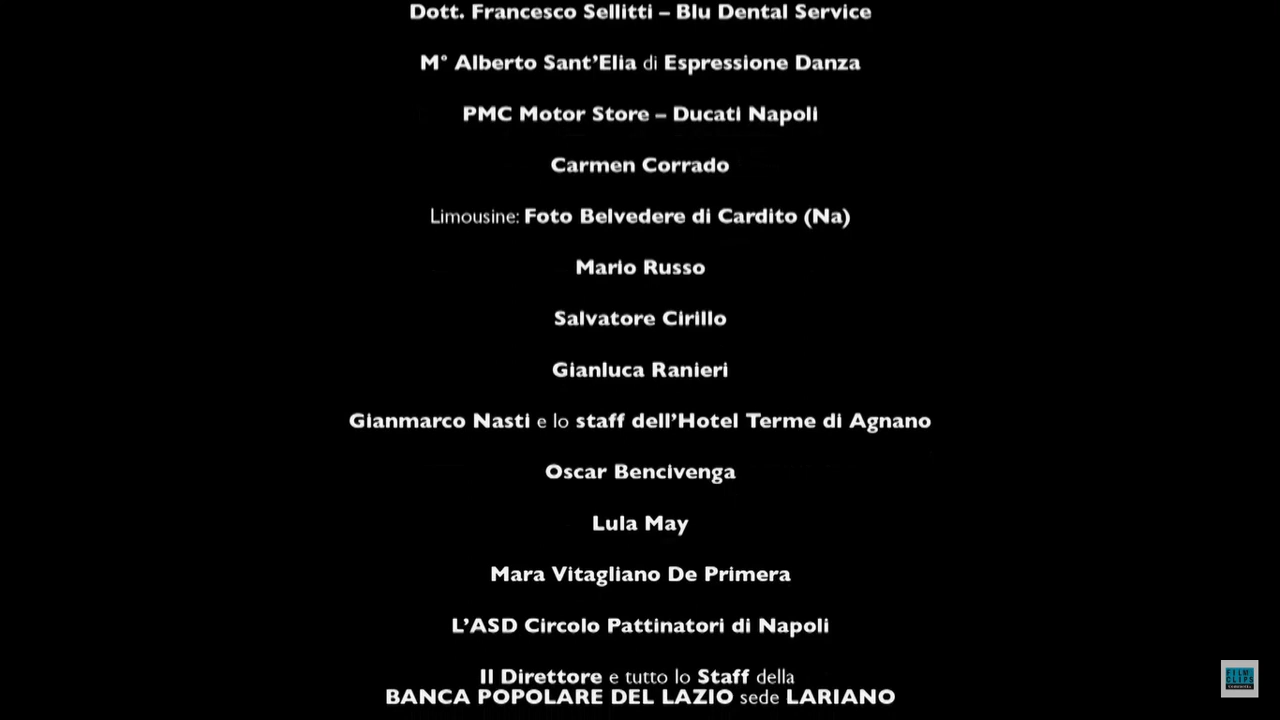 Dott. Francesco Sellitti – Blu Dental Service
M° Alberto Sant’Elia di Espressione Danza
PMC Motor Store – Ducati Napoli
Carmen Corrado
Limousine: Foto Belvedere di Cardito (Na)
Mario Russo
Salvatore Cirillo
Gianluca Ranieri
Gianmarco Nasti e lo staff dell’Hotel Terme di Agnano
Oscar Bencivenga
Lula May
Mara Vitagliano De Primera
L’ASD Circolo Pattinatori di Napoli
Il Direttore e tutto lo Staff della
BANCA POPOLARE DEL LAZIO sede LARIANO
FILM
CLIPS